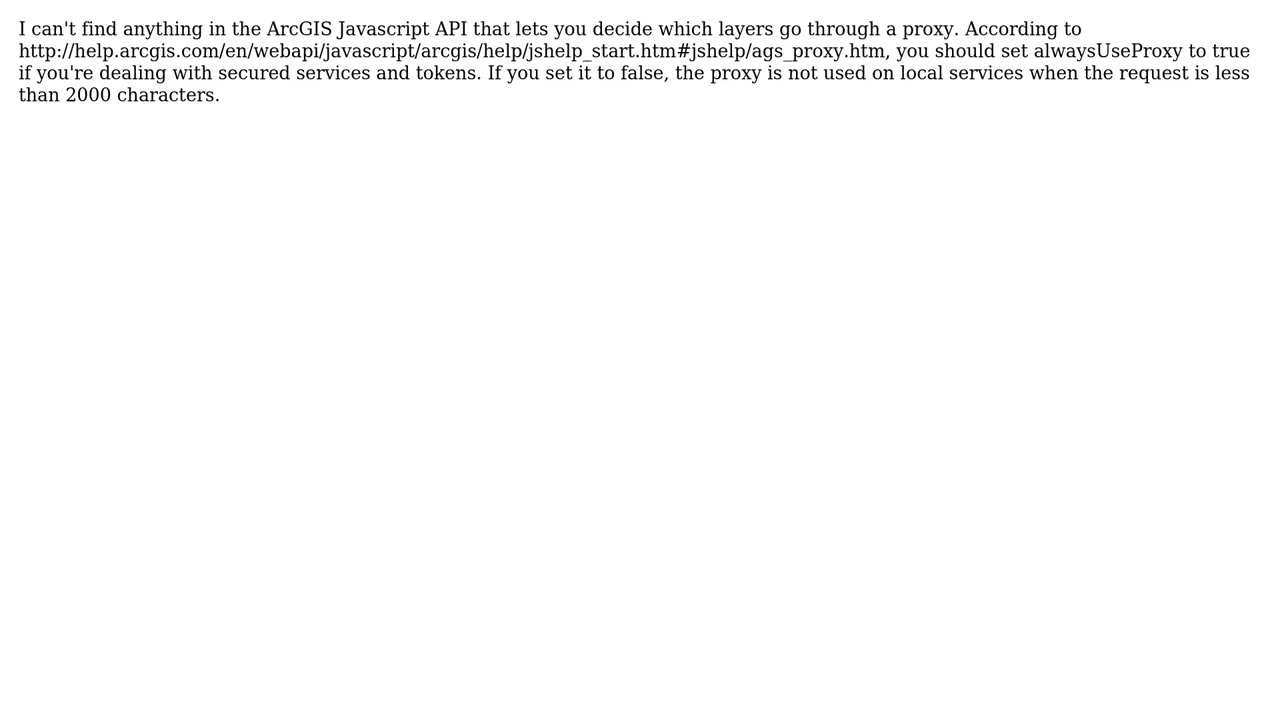 I can't find anything in the ArcGIS Javascript API that lets you decide which layers go through a proxy. According to
http://help.arcgis.com/en/webapi/javascript/arcgis/help/jshelp_start.htm#jshelp/ags_proxy.htm, you should set alwaysUseProxy to true
if you're dealing with secured services and tokens. If you set it to false, the proxy is not used on local services when the request is less
than 2000 characters.